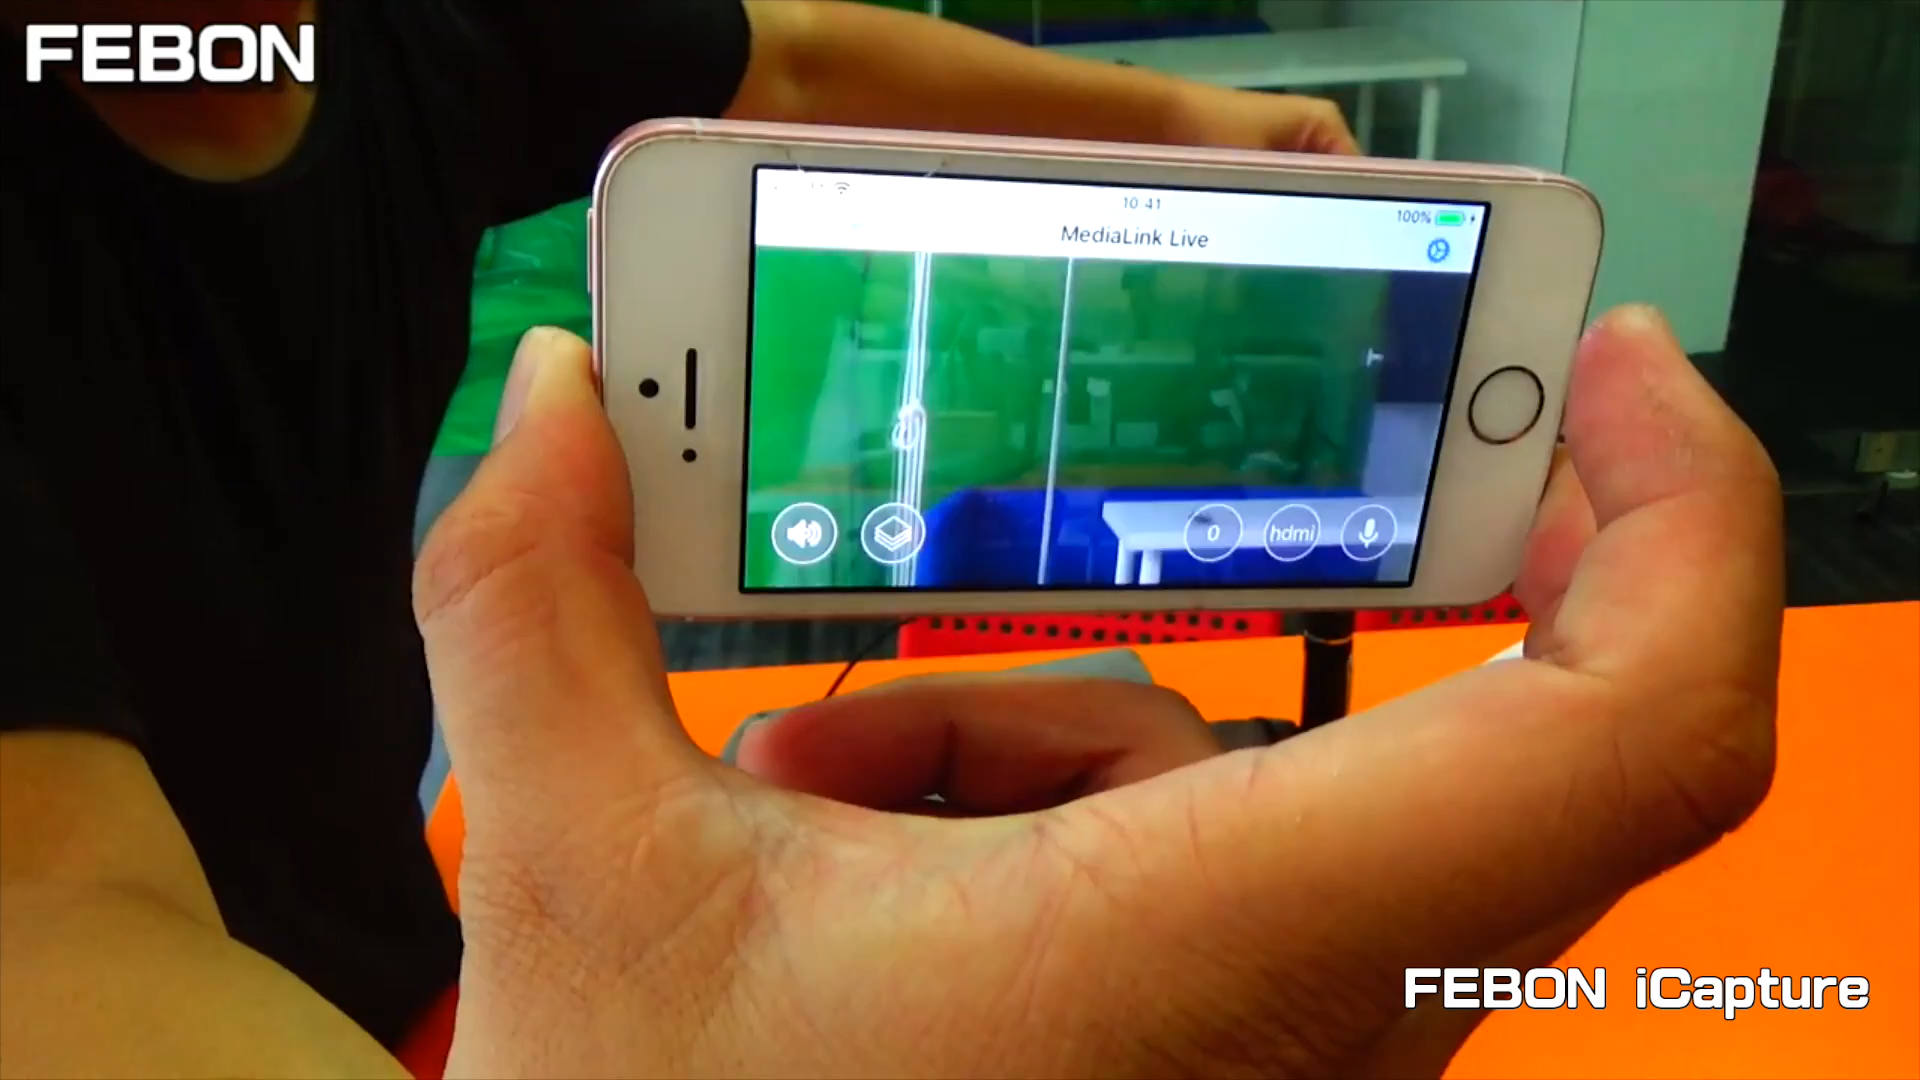 FEBON
10:41
100%
MediaLink Live
0
hdmi
FEBON iCapture